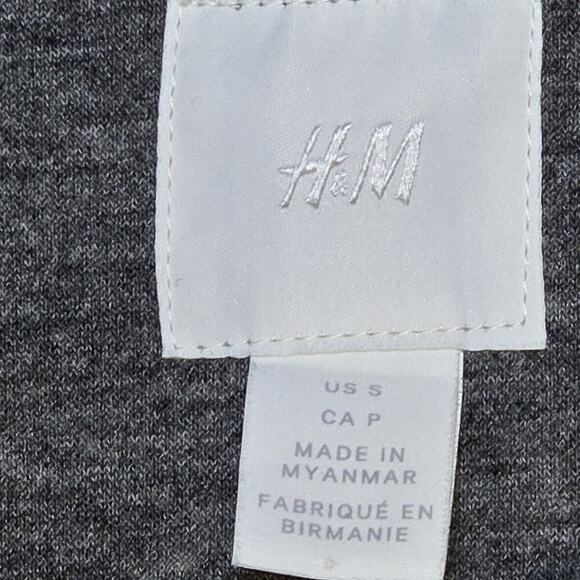 H&M
US S
CA P
MADE IN
MYANMAR
FABRIQUÉ EN
BIRMANIE